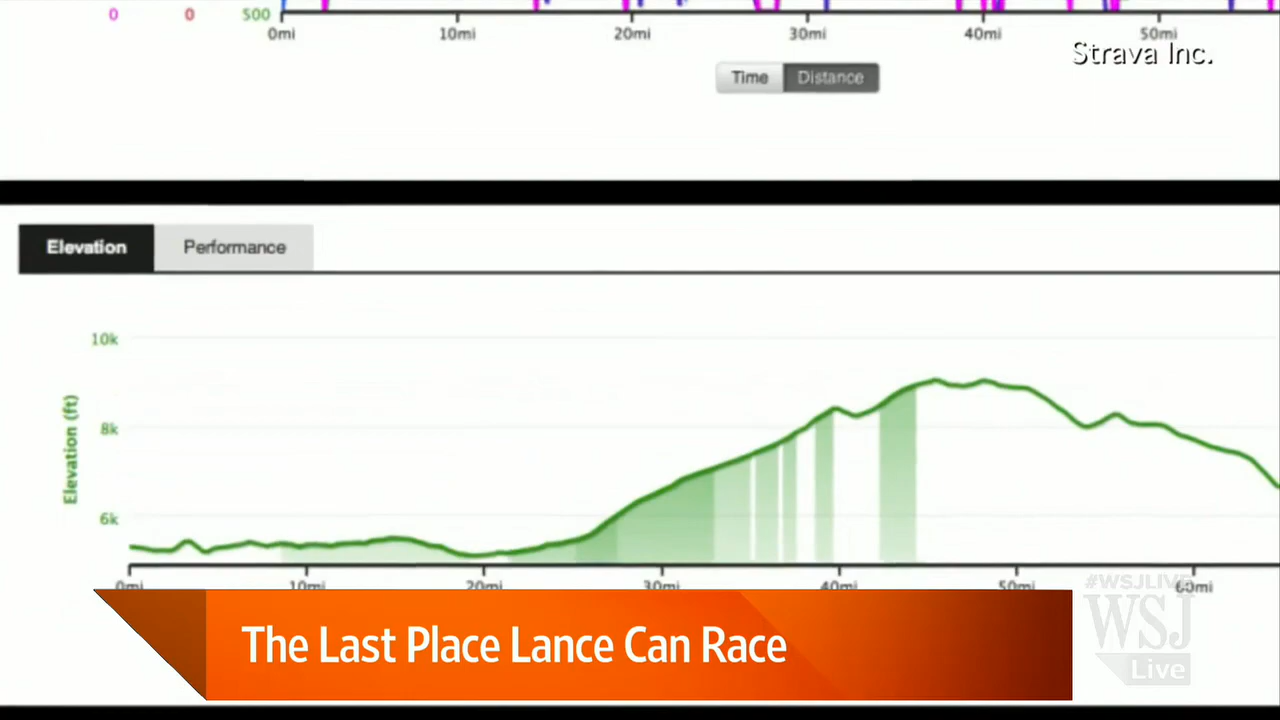 0 0 500
0mi 10mi 20mi 30mi 40mi 50mi
Strava Inc.
Time Distance
Elevation Performance
10k
8k
6k
Elevation (ft)
0mi 10mi 20mi 30mi 40mi 50mi 60mi
#WSJLIVE
The Last Place Lance Can Race
WSJ
Live